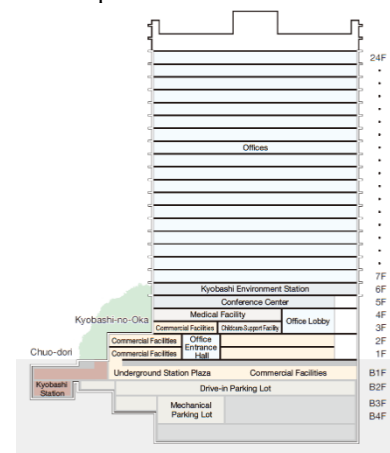 24F
Offices
7F
Kyobashi Environment Station 6F
Conference Center 5F
Medical Facility 4F
Kyobashi-no-Oka Office Lobby
Commercial Facilities Childcare-Support Facility 3F
Commercial Facilities Office Entrance Hall 2F
Chuo-dori
Commercial Facilities 1F
Underground Station Plaza Commercial Facilities B1F
Kyobashi Station
Drive-in Parking Lot B2F
Mechanical Parking Lot B3F
B4F